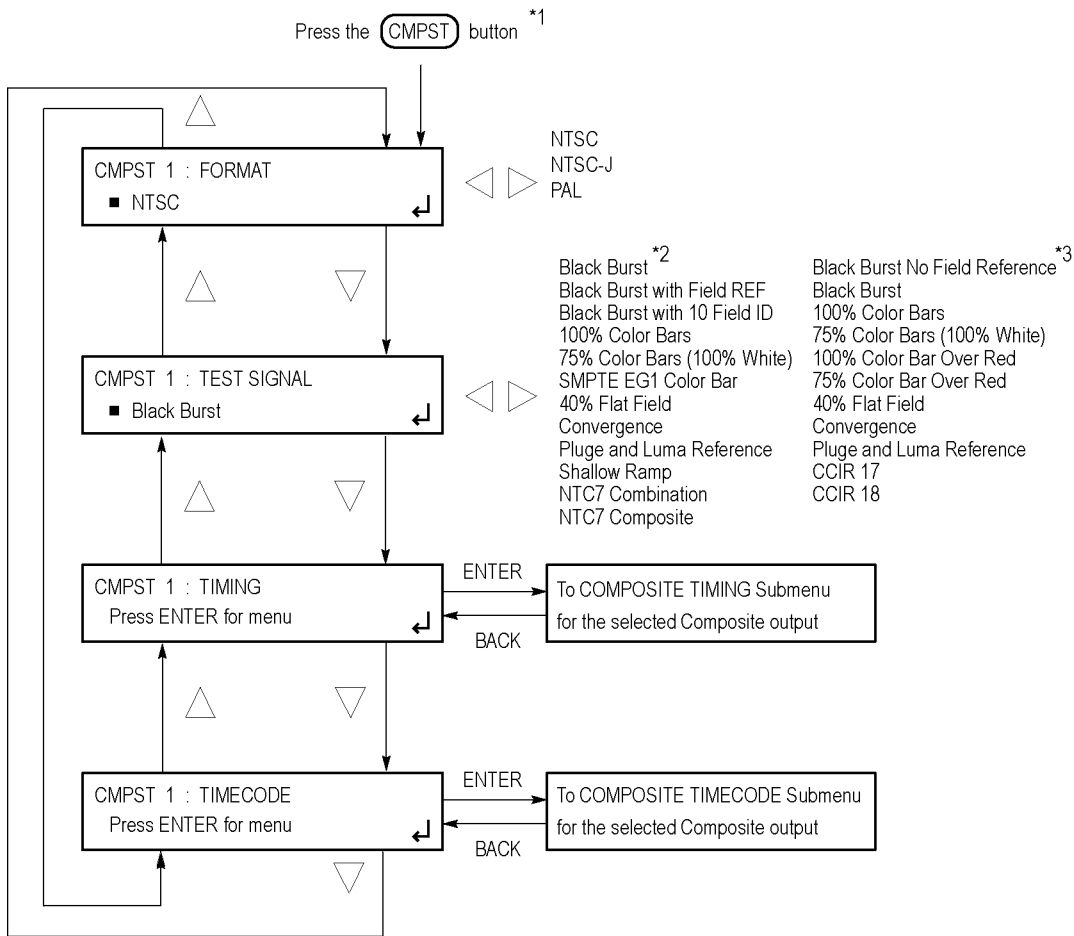 Press the CMPST button *1
CMPST 1 : FORMAT
■ NTSC
NTSC
NTSC-J
PAL
CMPST 1 : TEST SIGNAL
■ Black Burst
Black Burst *2
Black Burst with Field REF
Black Burst with 10 Field ID
100% Color Bars
75% Color Bars (100% White)
SMPTE EG1 Color Bar
40% Flat Field
Convergence
Pluge and Luma Reference
Shallow Ramp
NTC7 Combination
NTC7 Composite
Black Burst No Field Reference *3
Black Burst
100% Color Bars
75% Color Bars (100% White)
100% Color Bar Over Red
75% Color Bar Over Red
40% Flat Field
Convergence
Pluge and Luma Reference
CCIR 17
CCIR 18
CMPST 1 : TIMING
Press ENTER for menu
ENTER
BACK
To COMPOSITE TIMING Submenu
for the selected Composite output
CMPST 1 : TIMECODE
Press ENTER for menu
ENTER
BACK
To COMPOSITE TIMECODE Submenu
for the selected Composite output